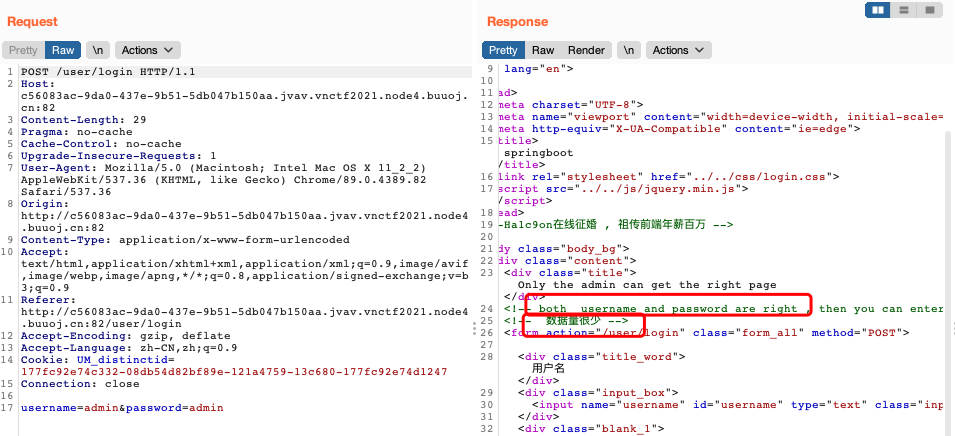 Request
Response
Pretty Raw \n Actions
Pretty Raw Render \n Actions
1 POST /user/login HTTP/1.1
2 Host:
c56083ac-9da0-437e-9b51-5db047b150aa.jvav.vnctf2021.node4.buuoj.
cn:82
3 Content-Length: 29
4 Pragma: no-cache
5 Cache-Control: no-cache
6 Upgrade-Insecure-Requests: 1
7 User-Agent: Mozilla/5.0 (Macintosh; Intel Mac OS X 11_2_2)
AppleWebKit/537.36 (KHTML, like Gecko) Chrome/89.0.4389.82
Safari/537.36
8 Origin:
http://c56083ac-9da0-437e-9b51-5db047b150aa.jvav.vnctf2021.node4
.buuoj.cn:82
9 Content-Type: application/x-www-form-urlencoded
10 Accept:
text/html,application/xhtml+xml,application/xml;q=0.9,image/avif
,image/webp,image/apng,*/*;q=0.8,application/signed-exchange;v=b
3;q=0.9
11 Referer:
http://c56083ac-9da0-437e-9b51-5db047b150aa.jvav.vnctf2021.node4
.buuoj.cn:82/user/login
12 Accept-Encoding: gzip, deflate
13 Accept-Language: zh-CN,zh;q=0.9
14 Cookie: UM_distinctid=
177fc92e74c332-08db54d82bf89e-121a4759-13c680-177fc92e74d1247
15 Connection: close
16
17 username=admin&password=admin
9 lang="en">
10
11 ad>
12 meta charset="UTF-8">
13 meta name="viewport" content="width=device-width, initial-scale=
14 meta http-equiv="X-UA-Compatible" content="ie=edge">
15 title>
springboot
/title>
16 link rel="stylesheet" href="../../css/login.css">
17 script src="../../js/jquery.min.js">
/script>
18 ead>
19 -Ha1c9on在线征婚 , 祖传前端年薪百万 -->
20
21 dy class="body_bg">
22 div class="content">
23 <div class="title">
Only the admin can get the right page
</div>
24 <!-- both username and password are right , then you can enter
25 <!-- 数据量很少 -->
26 <form action="/user/login" class="form_all" method="POST">
27
28 <div class="title_word">
用户名
</div>
29 <div class="input_box">
30 <input name="username" id="username" type="text" class="inp
31 </div>
32 <div class="blank_1">